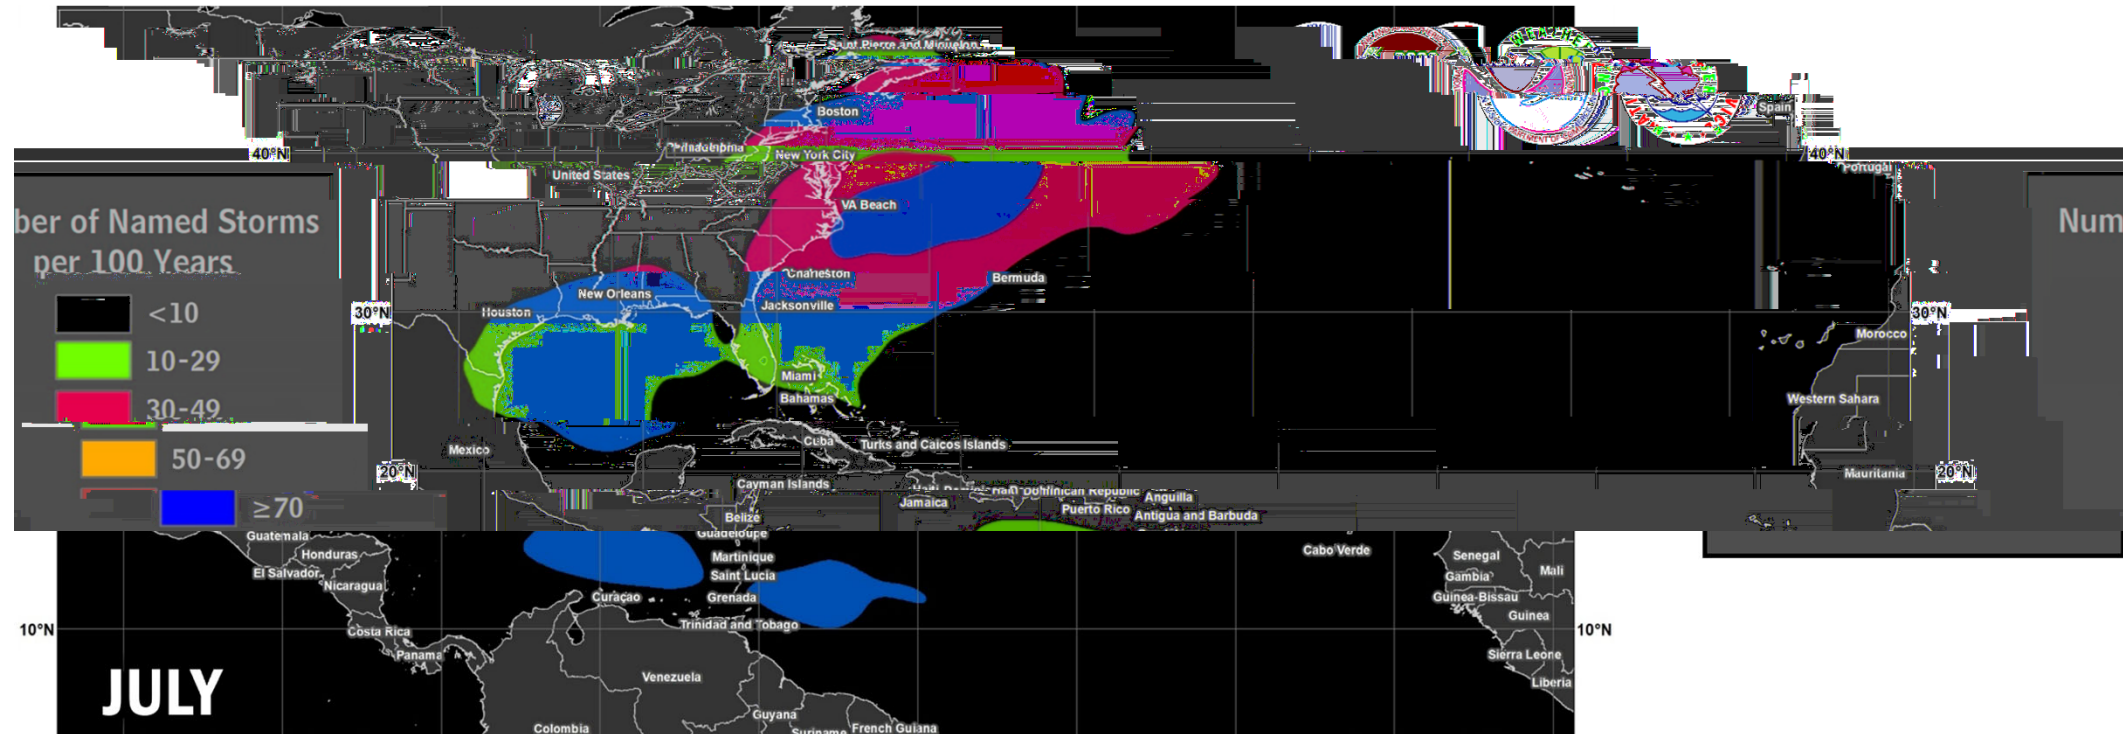 Saint Pierre and Miquelon
Boston
Spain
40°N
New York City
40°N
United States
Portugal
VA Beach
ber of Named Storms
per 100 Years
Num
<10
10-29
30-49
50-69
≥70
Charleston
Bermuda
New Orleans
Jacksonville
Houston
30°N
30°N
Morocco
Miami
Bahamas
Western Sahara
Cuba
Turks and Caicos Islands
Mexico
20°N
Mauritania
20°N
Cayman Islands
Dominican Republic
Anguilla
Jamaica
Puerto Rico
Antigua and Barbuda
Belize
Guadeloupe
Guatemala
Honduras
Martinique
Cabo Verde
Senegal
El Salvador
Saint Lucia
Gambia
Mali
Nicaragua
Curaçao
Grenada
Guinea-Bissau
Guinea
Trinidad and Tobago
10°N
10°N
Costa Rica
Panama
Sierra Leone
Venezuela
Liberia
JULY
Guyana
Colombia
Suriname
French Guiana